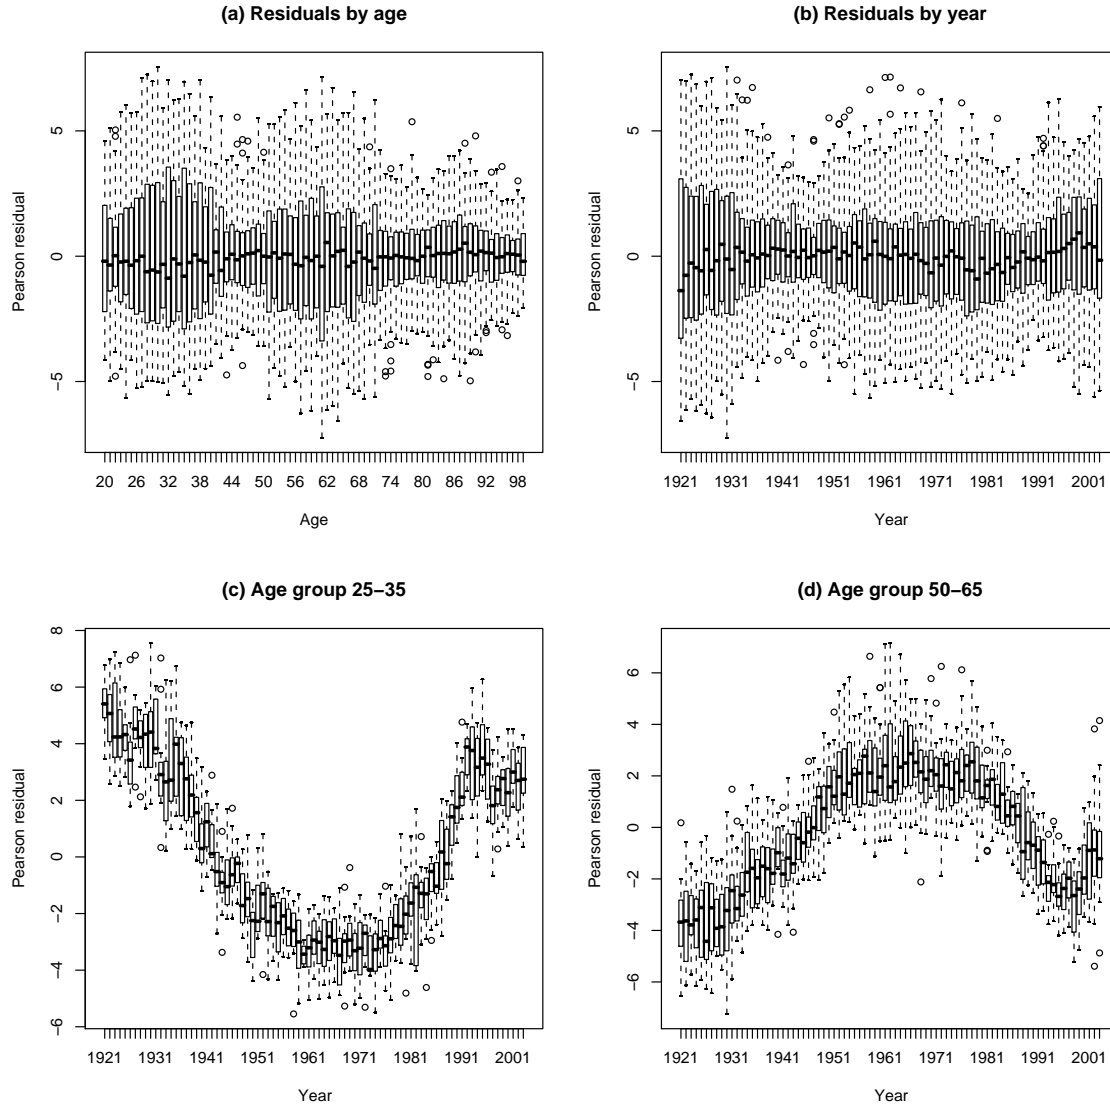 (a) Residuals by age
Pearson residual
5
0
−5
20 26 32 38 44 50 56 62 68 74 80 86 92 98
Age
(b) Residuals by year
Pearson residual
5
0
−5
1921 1931 1941 1951 1961 1971 1981 1991 2001
Year
(c) Age group 25−35
Pearson residual
8
6
4
2
0
−2
−4
−6
1921 1931 1941 1951 1961 1971 1981 1991 2001
Year
(d) Age group 50−65
Pearson residual
6
4
2
0
−2
−4
−6
1921 1931 1941 1951 1961 1971 1981 1991 2001
Year